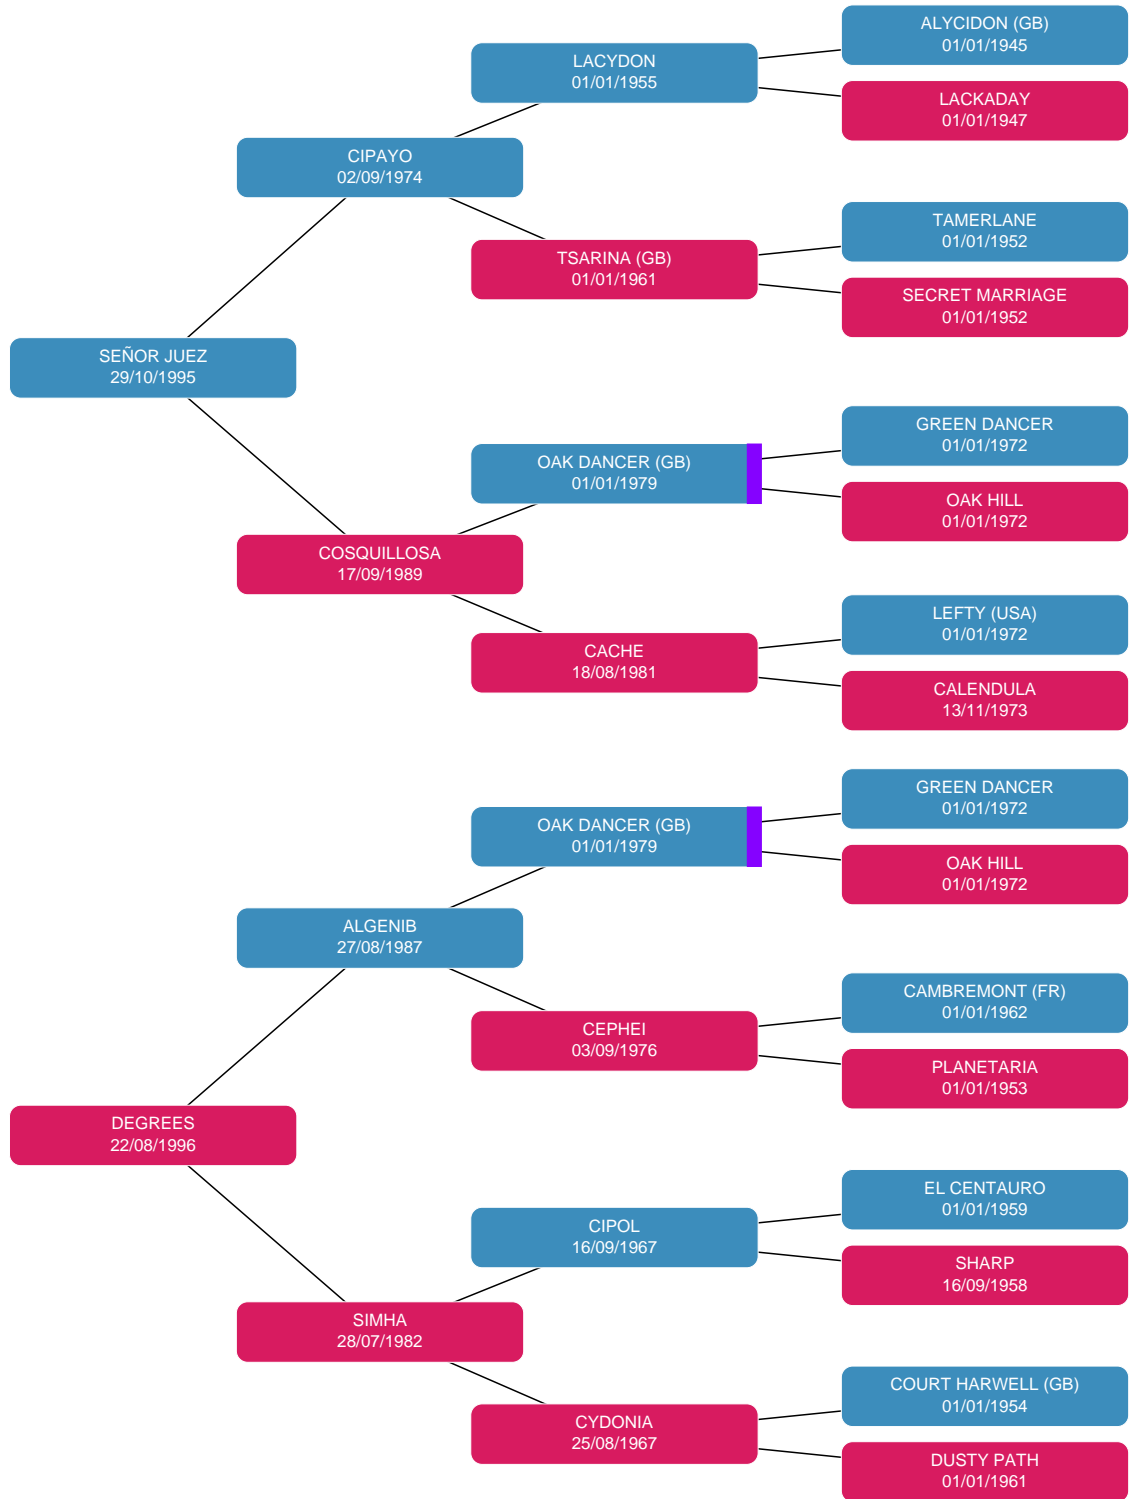 ALYCIDON (GB)
01/01/1945
LACYDON
01/01/1955
LACKADAY
01/01/1947
CIPAYO
02/09/1974
TAMERLANE
01/01/1952
TSARINA (GB)
01/01/1961
SECRET MARRIAGE
01/01/1952
SEÑOR JUEZ
29/10/1995
GREEN DANCER
01/01/1972
OAK DANCER (GB)
01/01/1979
OAK HILL
01/01/1972
COSQUILLOSA
17/09/1989
LEFTY (USA)
01/01/1972
CACHE
18/08/1981
CALENDULA
13/11/1973
GREEN DANCER
01/01/1972
OAK DANCER (GB)
01/01/1979
OAK HILL
01/01/1972
ALGENIB
27/08/1987
CAMBREMONT (FR)
01/01/1962
CEPHEI
03/09/1976
PLANETARIA
01/01/1953
DEGREES
22/08/1996
EL CENTAURO
01/01/1959
CIPOL
16/09/1967
SHARP
16/09/1958
SIMHA
28/07/1982
COURT HARWELL (GB)
01/01/1954
CYDONIA
25/08/1967
DUSTY PATH
01/01/1961